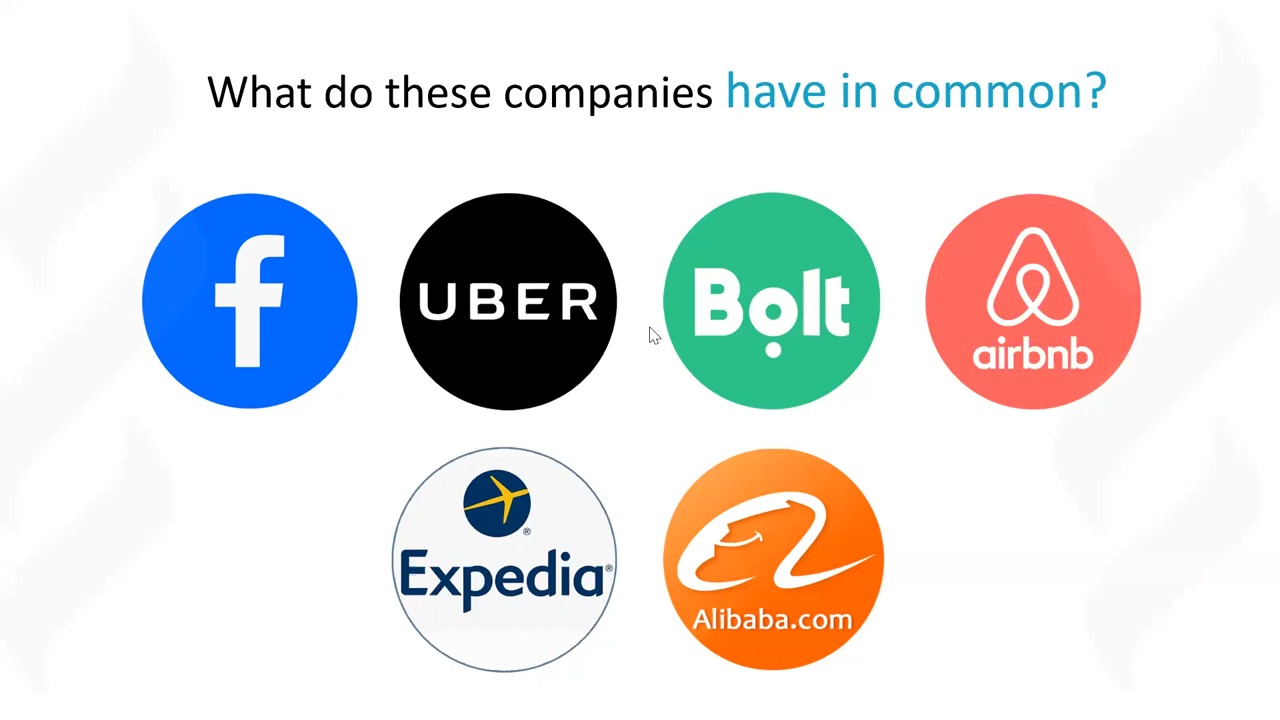 What do these companies have in common?
f
UBER
Bolt
airbnb
Expedia®
Alibaba.com